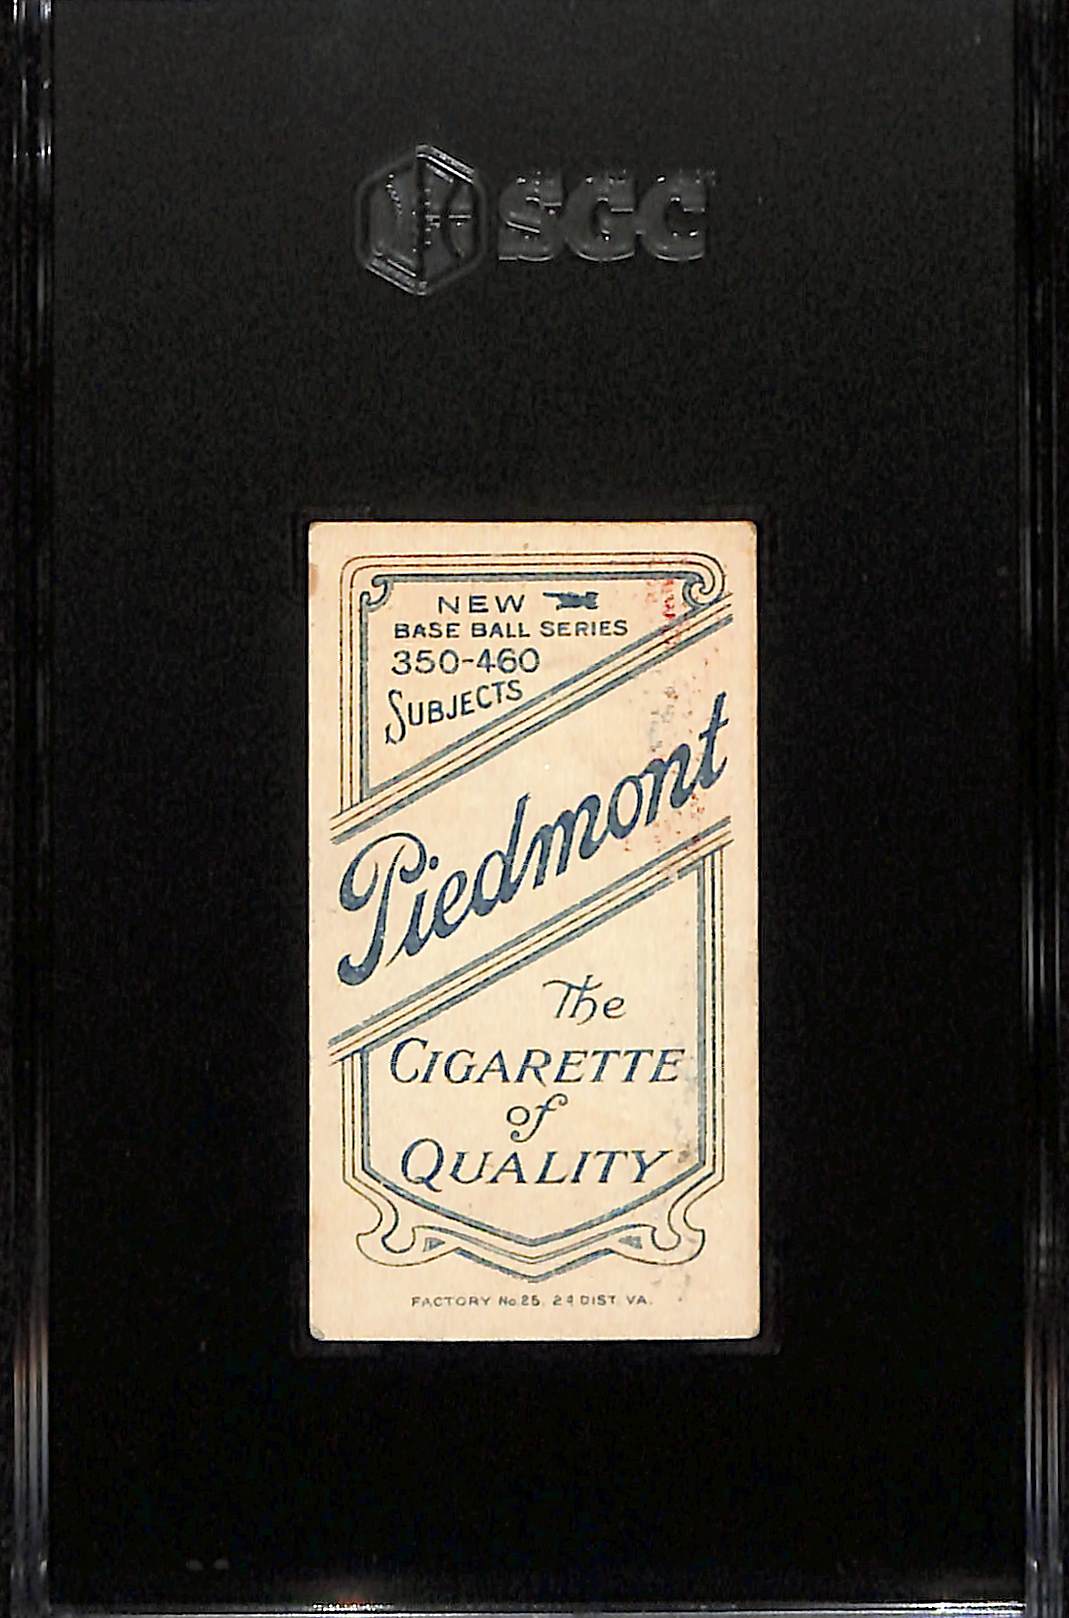 SGC
NEW
BASE BALL SERIES
350-460
SUBJECTS
Piedmont
The
CIGARETTE
of
QUALITY
FACTORY No. 25, 2d DIST. VA.